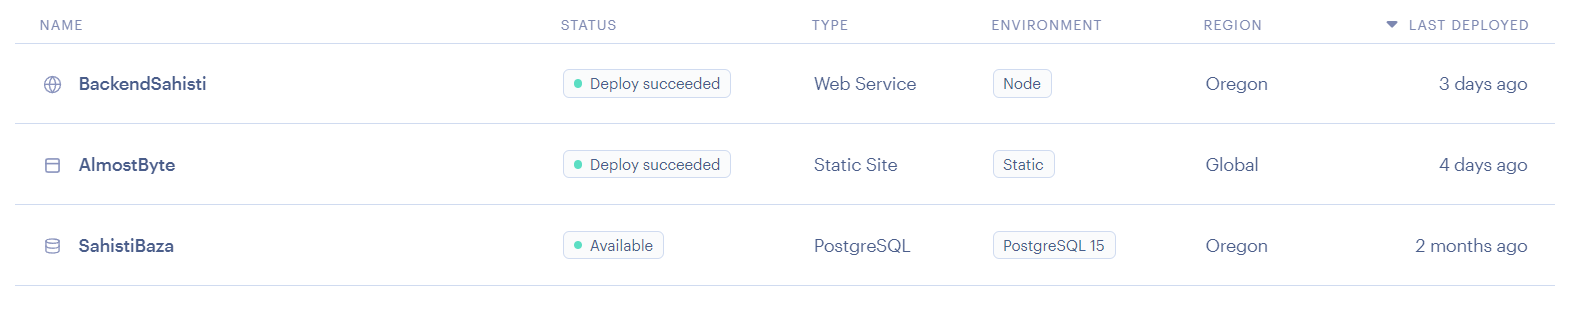 NAME STATUS TYPE ENVIRONMENT REGION LAST DEPLOYED
BackendSahisti Deploy succeeded Web Service Node Oregon 3 days ago
AlmostByte Deploy succeeded Static Site Static Global 4 days ago
SahistiBaza Available PostgreSQL PostgreSQL 15 Oregon 2 months ago